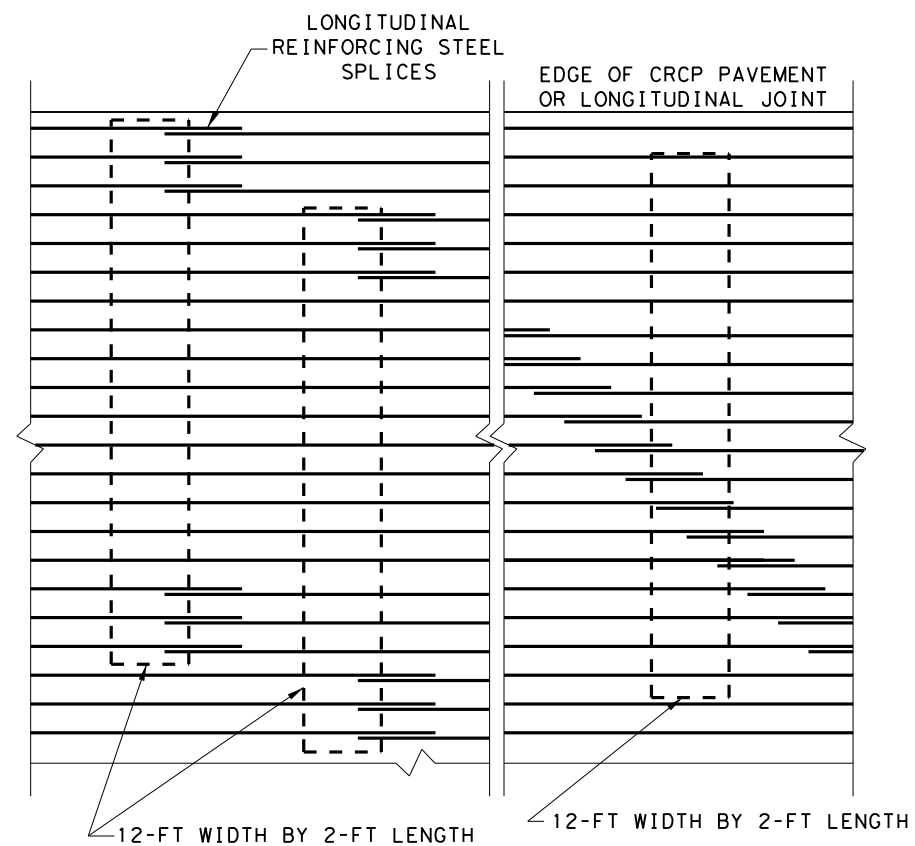 LONGITUDINAL
REINFORCING STEEL
SPLICES
EDGE OF CRCP PAVEMENT
OR LONGITUDINAL JOINT
12-FT WIDTH BY 2-FT LENGTH
12-FT WIDTH BY 2-FT LENGTH